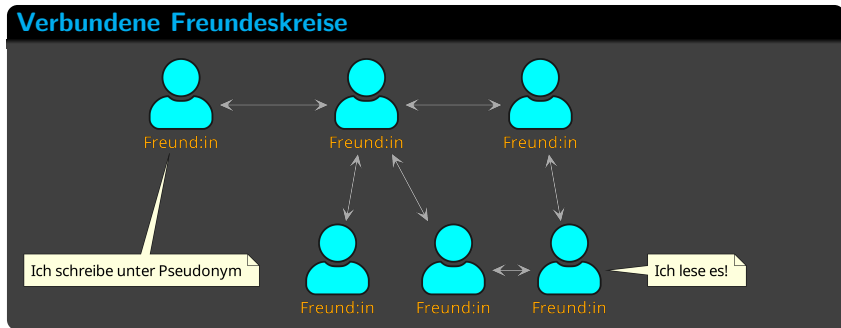 Verbundene Freundeskreise
Freund:in
Freund:in
Freund:in
Ich schreibe unter Pseudonym
Ich lese es!
Freund:in
Freund:in
Freund:in